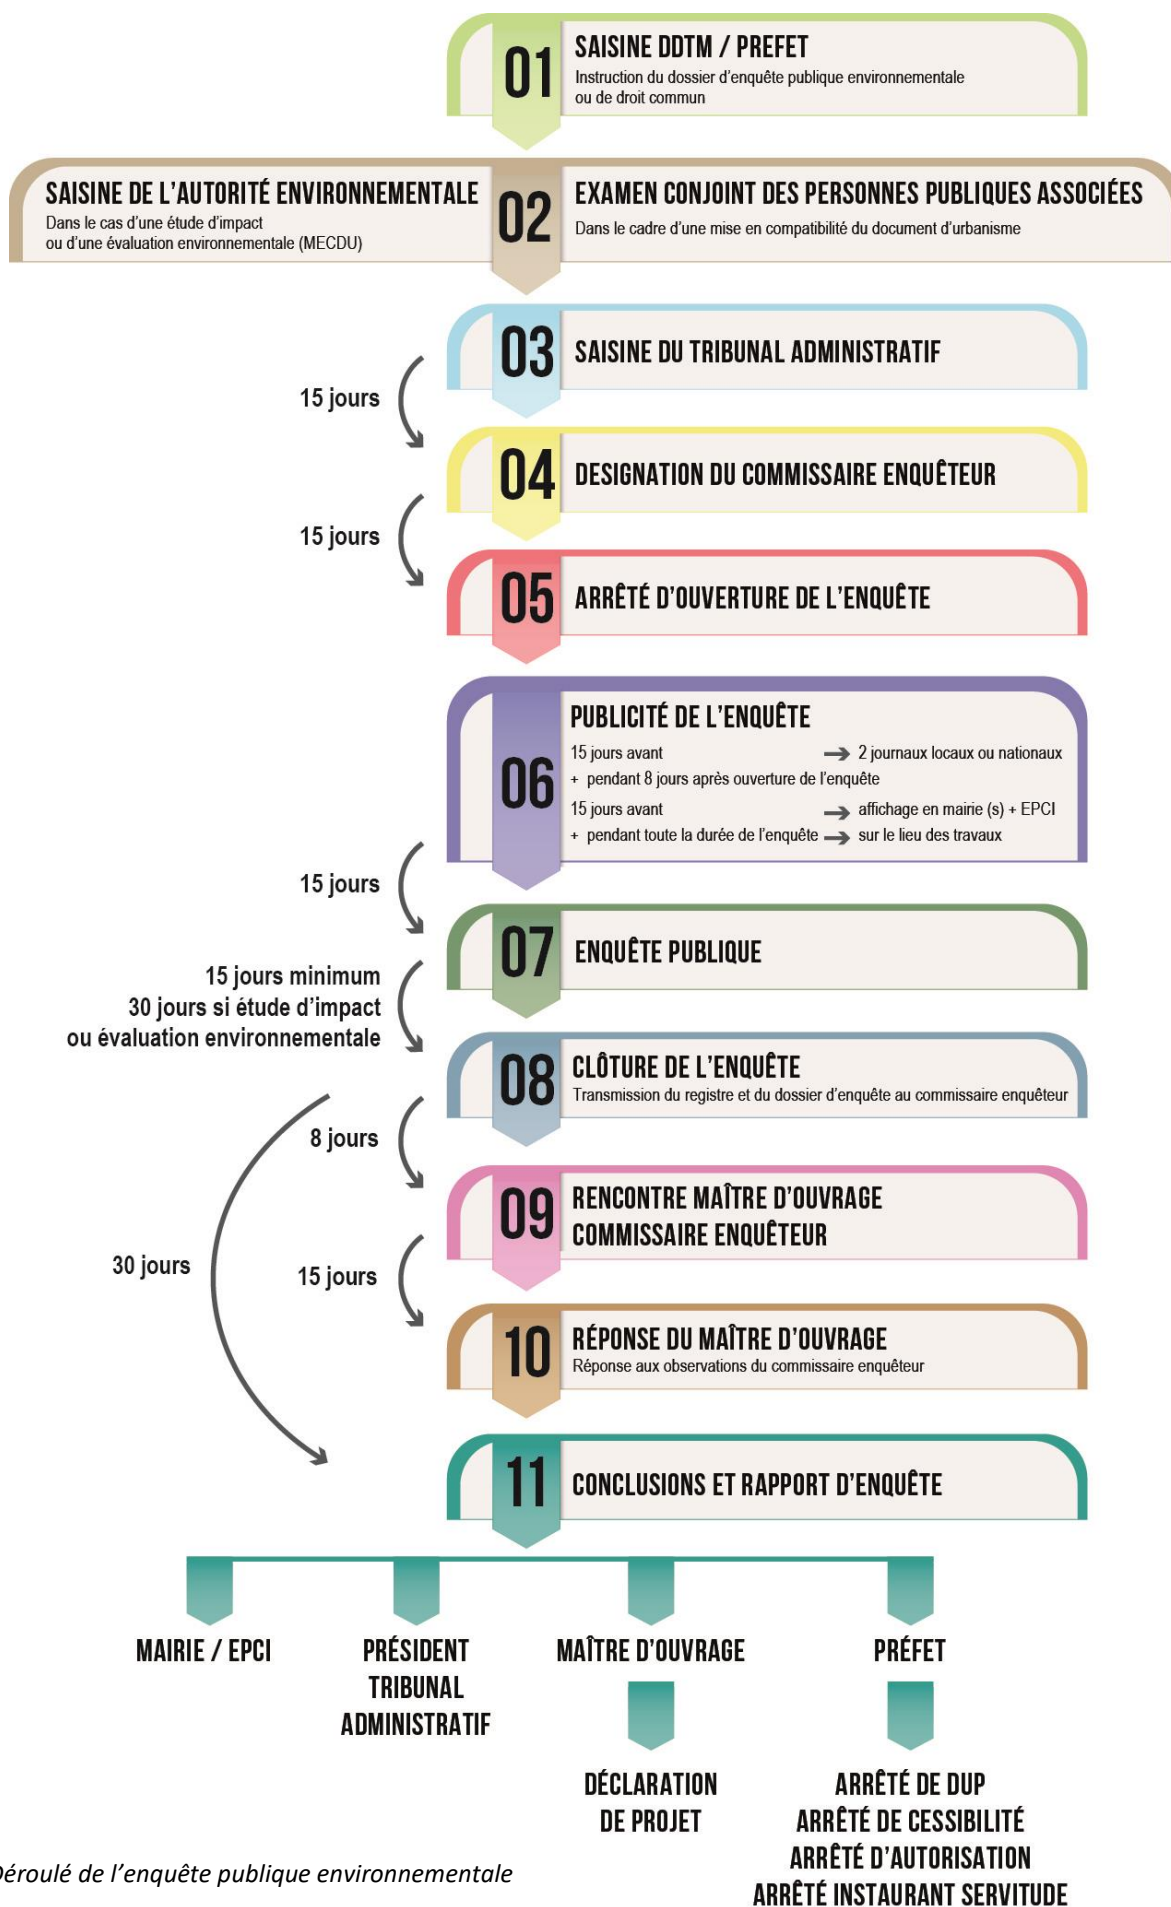 01
SAISINE DDTM / PREFET
Instruction du dossier d'enquête publique environnementale
ou de droit commun
SAISINE DE L'AUTORITÉ ENVIRONNEMENTALE
Dans le cas d'une étude d'impact
ou d'une évaluation environnementale (MECDU)
02
EXAMEN CONJOINT DES PERSONNES PUBLIQUES ASSOCIÉES
Dans le cadre d'une mise en compatibilité du document d'urbanisme
03
SAISINE DU TRIBUNAL ADMINISTRATIF
15 jours
04
DESIGNATION DU COMMISSAIRE ENQUÊTEUR
15 jours
05
ARRÊTÉ D'OUVERTURE DE L'ENQUÊTE
06
PUBLICITÉ DE L'ENQUÊTE
15 jours avant → 2 journaux locaux ou nationaux
+ pendant 8 jours après ouverture de l'enquête
15 jours avant → affichage en mairie (s) + EPCI
+ pendant toute la durée de l'enquête → sur le lieu des travaux
15 jours
07
ENQUÊTE PUBLIQUE
15 jours minimum
30 jours si étude d'impact
ou évaluation environnementale
08
CLÔTURE DE L'ENQUÊTE
Transmission du registre et du dossier d'enquête au commissaire enquêteur
8 jours
09
RENCONTRE MAÎTRE D'OUVRAGE
COMMISSAIRE ENQUÊTEUR
30 jours
15 jours
10
RÉPONSE DU MAÎTRE D'OUVRAGE
Réponse aux observations du commissaire enquêteur
11
CONCLUSIONS ET RAPPORT D'ENQUÊTE
MAIRIE / EPCI
PRÉSIDENT
TRIBUNAL
ADMINISTRATIF
MAÎTRE D'OUVRAGE
PRÉFET
DÉCLARATION
DE PROJET
ARRÊTÉ DE DUP
ARRÊTÉ DE CESSIBILITÉ
ARRÊTÉ D'AUTORISATION
ARRÊTÉ INSTAURANT SERVITUDE
Déroulé de l'enquête publique environnementale